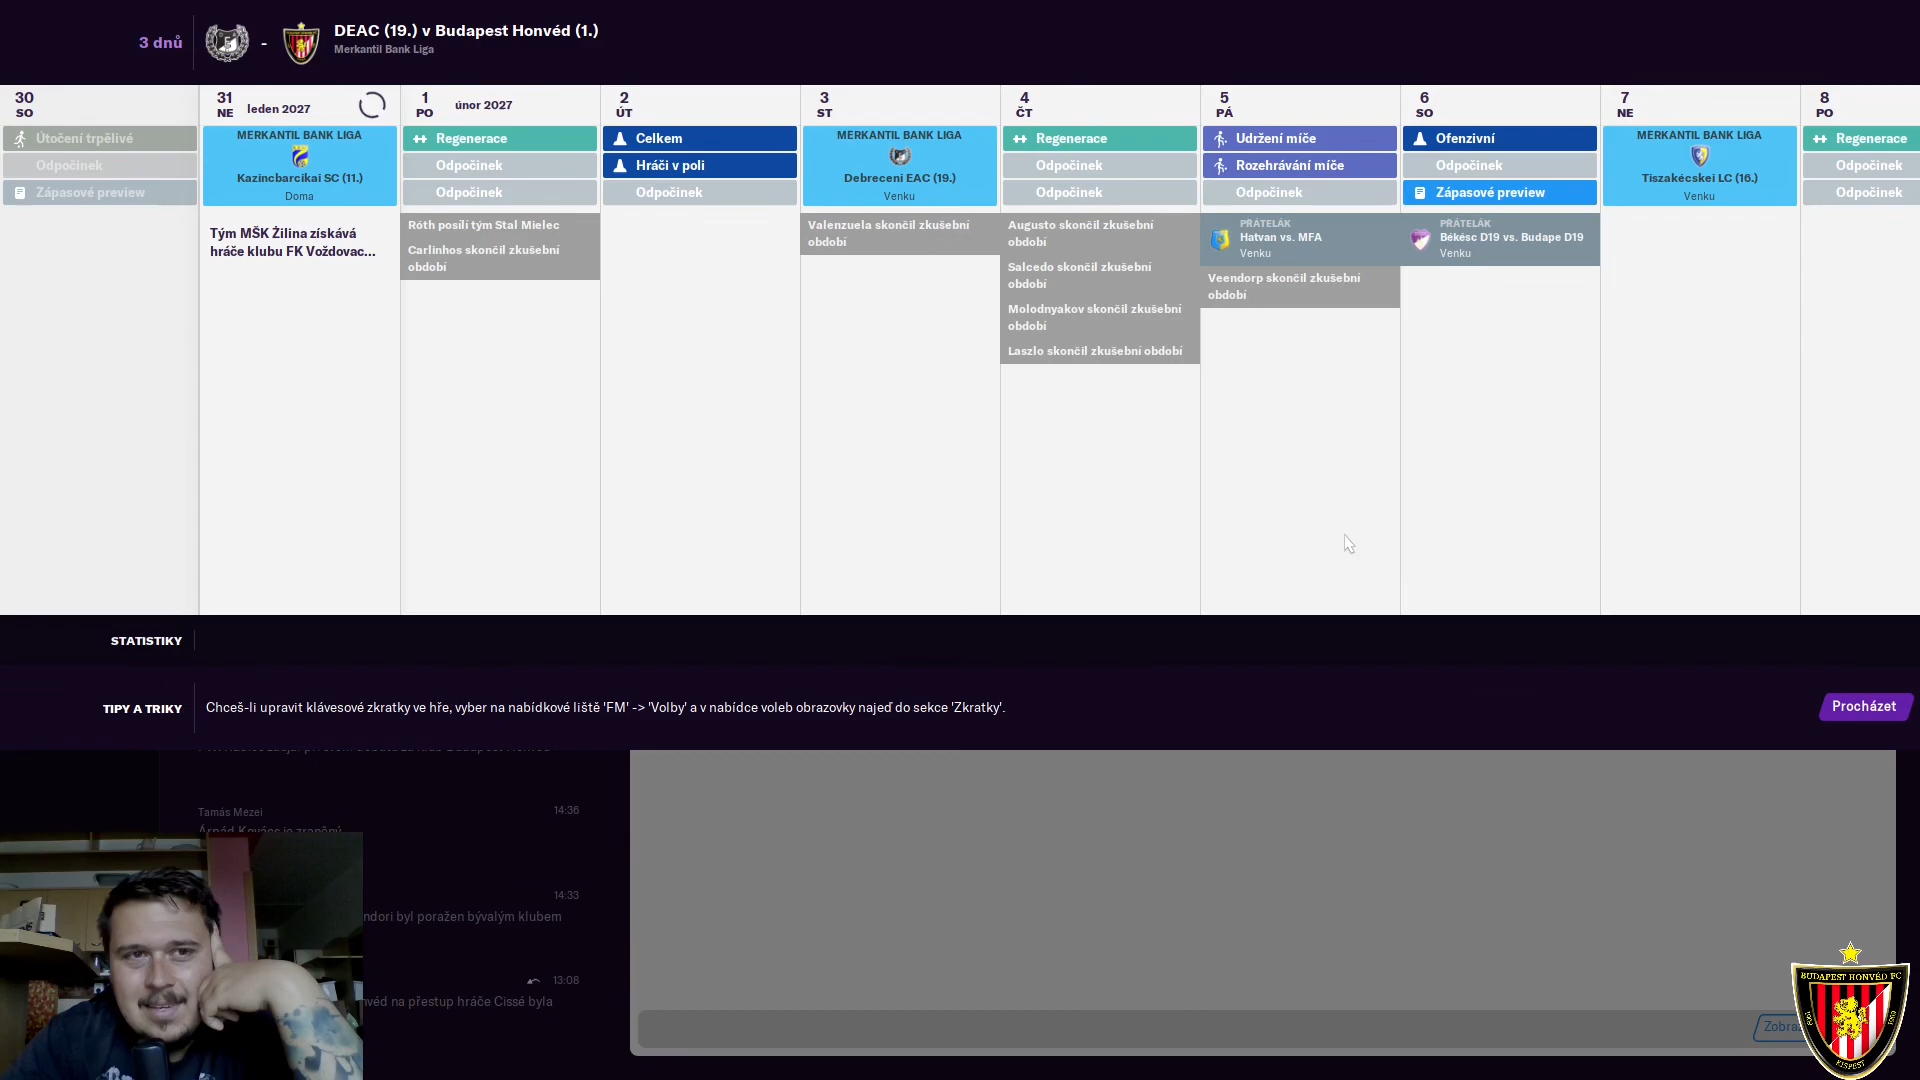 3 dnů
-
DEAC (19.) v Budapest Honvéd (1.)
Merkantil Bank Liga
30
SO
Útočení trpělivé
Odpočinek
Zápasové preview
31
NE
leden 2027
MERKANTIL BANK LIGA
Kazincbarcikai SC (11.)
Doma
Tým MŠK Žilina získává
hráče klubu FK Voždovac...
1
PO
únor 2027
Regenerace
Odpočinek
Odpočinek
Róth posílí tým Stal Mielec
Carlinhos skončil zkušební
období
2
ÚT
Celkem
Hráči v poli
Odpočinek
3
ST
MERKANTIL BANK LIGA
Debreceni EAC (19.)
Venku
Valenzuela skončil zkušební
období
4
ČT
Regenerace
Odpočinek
Odpočinek
Augusto skončil zkušební
období
Salcedo skončil zkušební
období
Molodnyakov skončil zkušební
období
Laszlo skončil zkušební období
5
PÁ
Udržení míče
Rozehrávání míče
Odpočinek
PŘÁTELÁK
Hatvan vs. MFA
Venku
Veendorp skončil zkušební
období
6
SO
Ofenzivní
Odpočinek
Zápasové preview
PŘÁTELÁK
Békésc D19 vs. Budape D19
Venku
7
NE
MERKANTIL BANK LIGA
Tiszakécskei LC (16.)
Venku
8
PO
Regenerace
Odpočinek
Odpočinek
STATISTIKY
TIPY A TRIKY
Chceš-li upravit klávesové zkratky ve hře, vyber na nabídkové liště 'FM' -> 'Volby' a v nabídce voleb obrazovky najeď do sekce 'Zkratky'.
Procházet
Tamás Mezei
14:36
Árpád Kovács je zraněný
14:33
ndori byl poražen bývalým klubem
13:08
nvéd na přestup hráče Cissé byla
Zobra
BUDAPEST HONVÉD FC
KISPEST